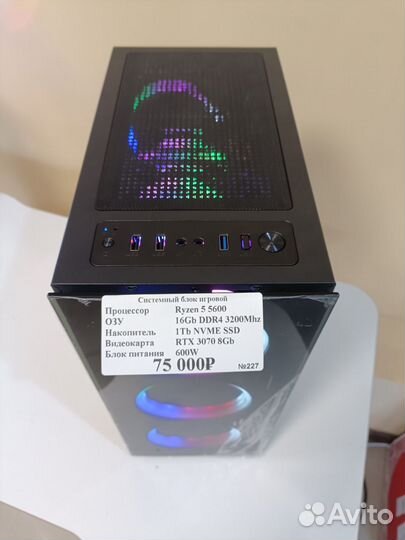 Системный блок игровой
Процессор Ryzen 5 5600
ОЗУ 16Gb DDR4 3200Mhz
Накопитель 1Tb NVME SSD
Видеокарта RTX 3070 8Gb
Блок питания 600W
75 000₽ №227
Avito